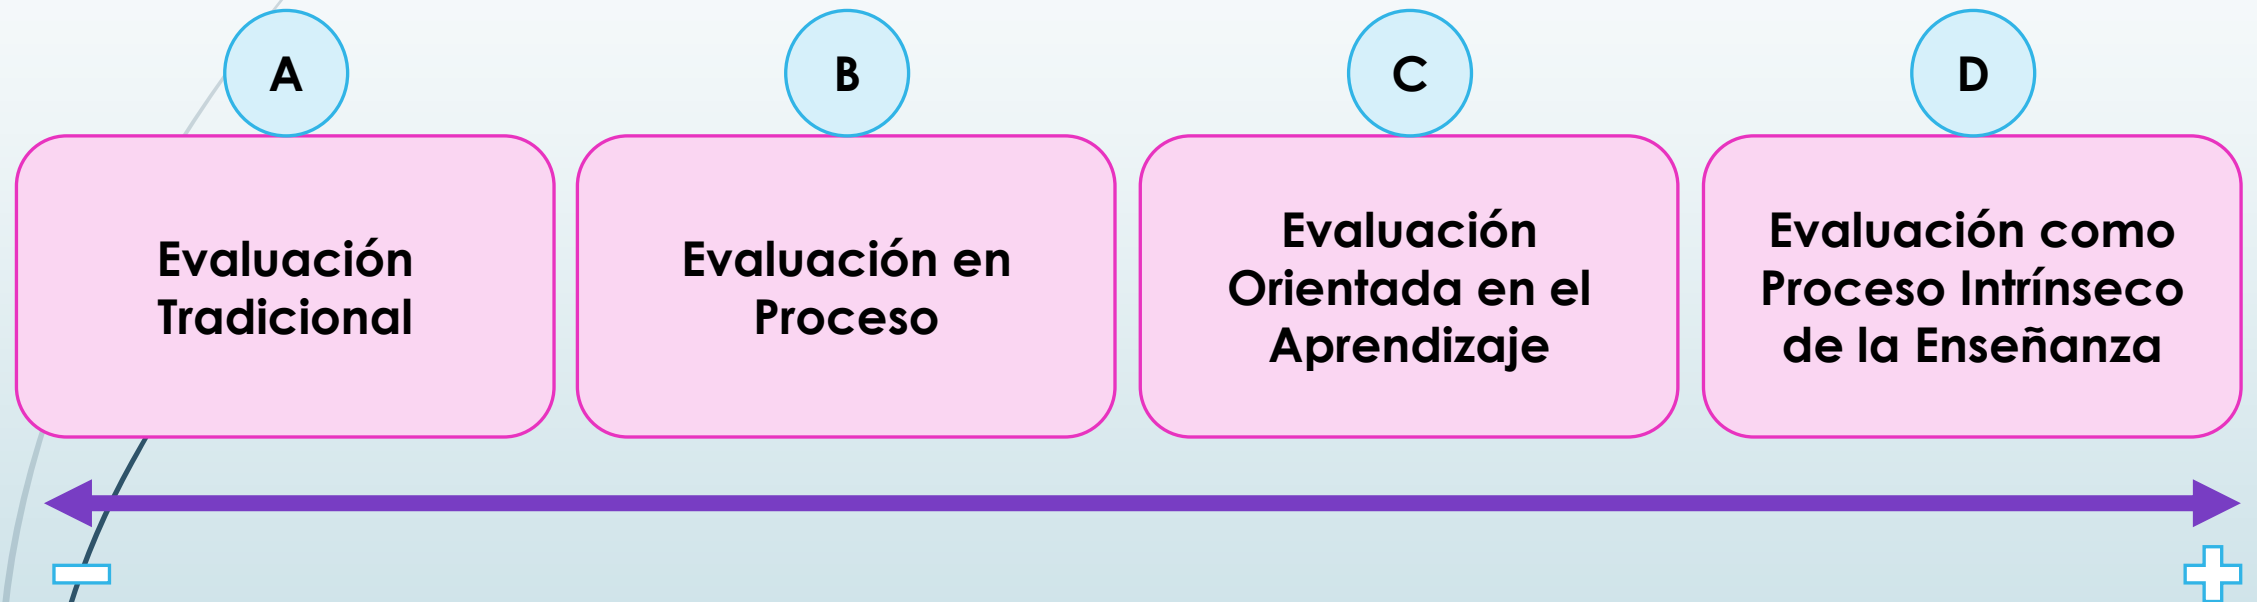 A
Evaluación
Tradicional
B
Evaluación en
Proceso
C
Evaluación
Orientada en el
Aprendizaje
D
Evaluación como
Proceso Intrínseco
de la Enseñanza